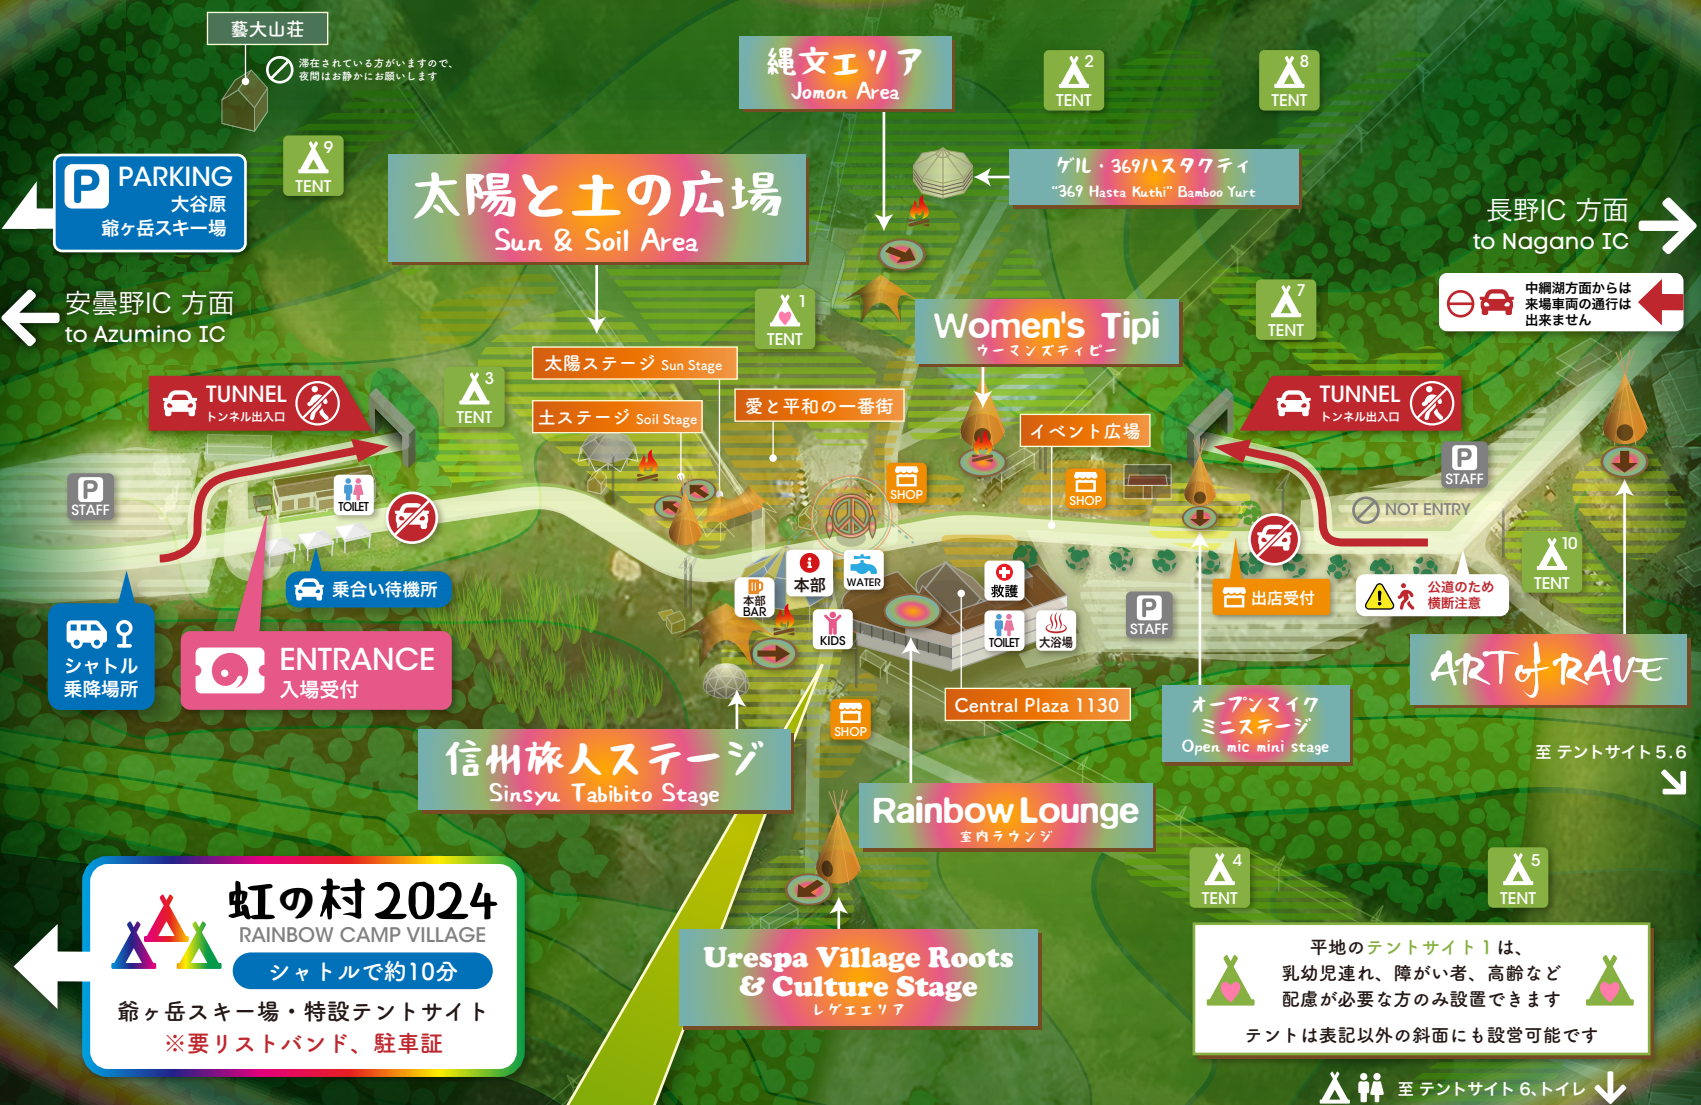 藝大山荘
滞在されている方がいますので、
夜間はお静かにお願いします
縄文エリア
Jomon Area
2
TENT
8
TENT
9
TENT
P PARKING
大谷原
爺ヶ岳スキー場
太陽と土の広場
Sun & Soil Area
ゲル・369ハスタクティ
"369 Hasta Kuthi" Bamboo Yurt
長野IC 方面
to Nagano IC
中綱湖方面からは
来場車両の通行は
出来ません
安曇野IC 方面
to Azumino IC
1
TENT
7
TENT
Women's Tipi
ウーマンズティピー
太陽ステージ Sun Stage
土ステージ Soil Stage
愛と平和の一番街
イベント広場
TUNNEL
トンネル出入口
3
TENT
TUNNEL
トンネル出入口
P
STAFF
TOILET
SHOP
SHOP
P
STAFF
NOT ENTRY
10
TENT
乗合い待機所
本部
BAR
本部
WATER
KIDS
救護
TOILET
大浴場
P
STAFF
出店受付
公道のため
横断注意
シャトル
乗降場所
ENTRANCE
入場受付
SHOP
Central Plaza 1130
オープンマイク
ミニステージ
Open mic mini stage
ART of RAVE
信州旅人ステージ
Sinsyu Tabibito Stage
Rainbow Lounge
室内ラウンジ
至 テントサイト 5.6
4
TENT
5
TENT
虹の村 2024
RAINBOW CAMP VILLAGE
シャトルで約10分
爺ヶ岳スキー場・特設テントサイト
※要リストバンド、駐車証
Urespa Village Roots
& Culture Stage
レゲエエリア
平地のテントサイト1は、
乳幼児連れ、障がい者、高齢など
配慮が必要な方のみ設置できます
テントは表記以外の斜面にも設営可能です
至 テントサイト 6、トイレ